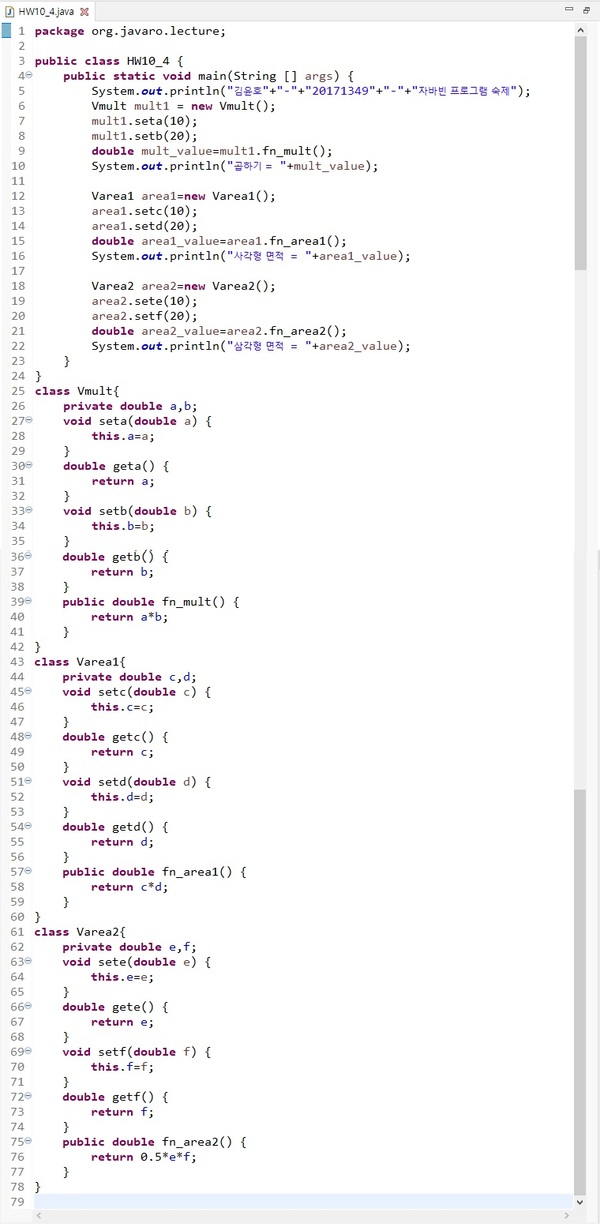 HW10_4.java
1 package org.javaro.lecture;
2
3 public class HW10_4 {
4     public static void main(String [] args) {
5         System.out.println("김윤호"+"-"+"20171349"+"-"+"자바빈 프로그램 숙제");
6         Vmult mult1 = new Vmult();
7         mult1.seta(10);
8         mult1.setb(20);
9         double mult_value=mult1.fn_mult();
10         System.out.println("곱하기 = "+mult_value);
11
12         Varea1 area1=new Varea1();
13         area1.setc(10);
14         area1.setd(20);
15         double area1_value=area1.fn_area1();
16         System.out.println("사각형 면적 = "+area1_value);
17
18         Varea2 area2=new Varea2();
19         area2.sete(10);
20         area2.setf(20);
21         double area2_value=area2.fn_area2();
22         System.out.println("삼각형 면적 = "+area2_value);
23     }
24 }
25 class Vmult{
26     private double a,b;
27     void seta(double a) {
28         this.a=a;
29     }
30     double geta() {
31         return a;
32     }
33     void setb(double b) {
34         this.b=b;
35     }
36     double getb() {
37         return b;
38     }
39     public double fn_mult() {
40         return a*b;
41     }
42 }
43 class Varea1{
44     private double c,d;
45     void setc(double c) {
46         this.c=c;
47     }
48     double getc() {
49         return c;
50     }
51     void setd(double d) {
52         this.d=d;
53     }
54     double getd() {
55         return d;
56     }
57     public double fn_area1() {
58         return c*d;
59     }
60 }
61 class Varea2{
62     private double e,f;
63     void sete(double e) {
64         this.e=e;
65     }
66     double gete() {
67         return e;
68     }
69     void setf(double f) {
70         this.f=f;
71     }
72     double getf() {
73         return f;
74     }
75     public double fn_area2() {
76         return 0.5*e*f;
77     }
78 }
79